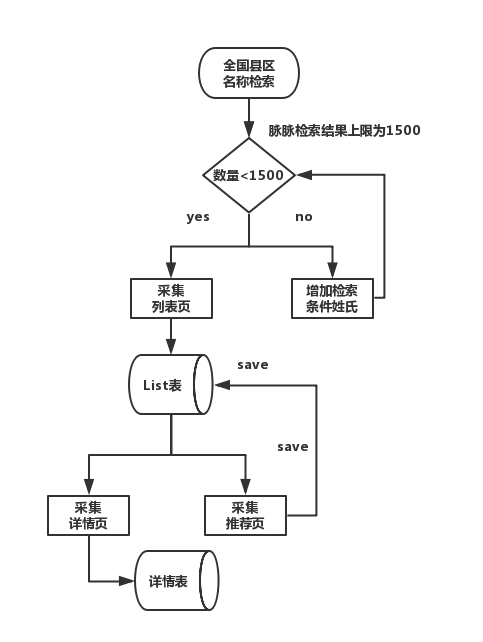 全国县区
名称检索
脉脉检索结果上限为1500
数量<1500
yes
no
采集
列表页
增加检索
条件姓氏
List表
save
save
采集
详情页
采集
推荐页
详情表